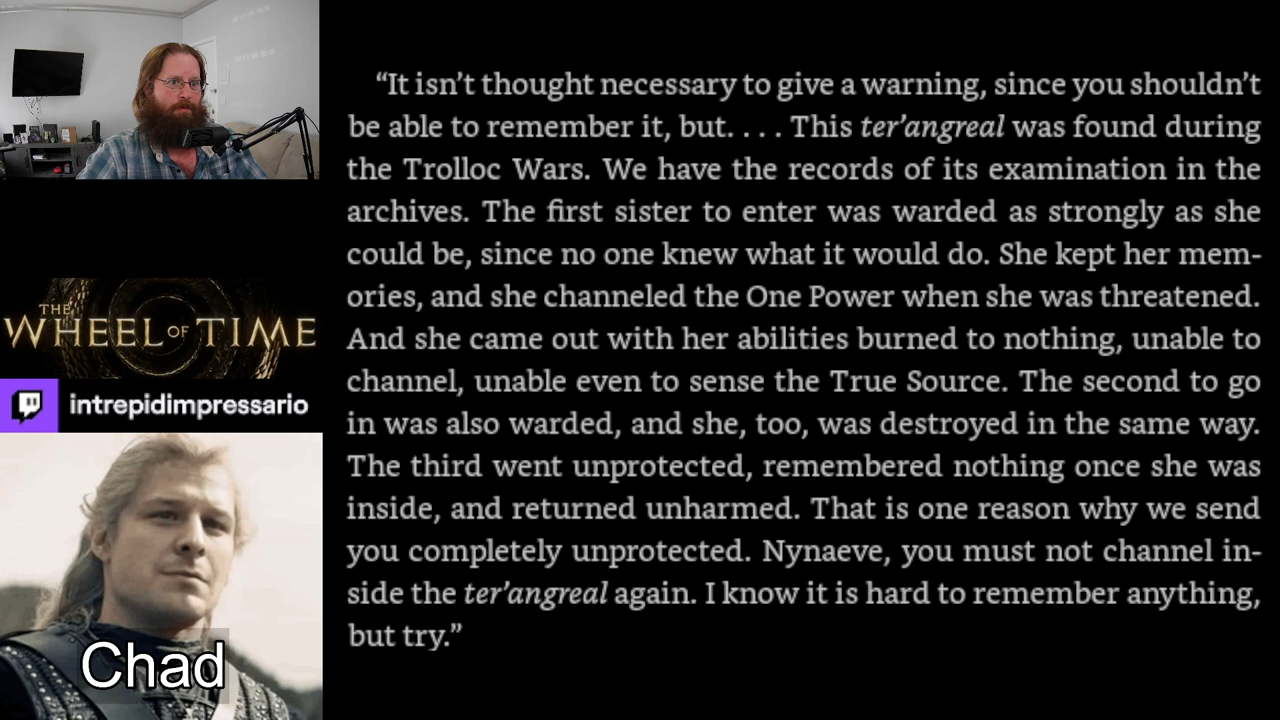 “It isn’t thought necessary to give a warning, since you shouldn’t
be able to remember it, but. . . . This ter’angreal was found during
the Trolloc Wars. We have the records of its examination in the
archives. The first sister to enter was warded as strongly as she
could be, since no one knew what it would do. She kept her mem-
ories, and she channeled the One Power when she was threatened.
And she came out with her abilities burned to nothing, unable to
channel, unable even to sense the True Source. The second to go
in was also warded, and she, too, was destroyed in the same way.
The third went unprotected, remembered nothing once she was
inside, and returned unharmed. That is one reason why we send
you completely unprotected. Nynaeve, you must not channel in-
side the ter’angreal again. I know it is hard to remember anything,
but try.”
THE
WHEEL OF TIME
intrepidimpressario
Chad